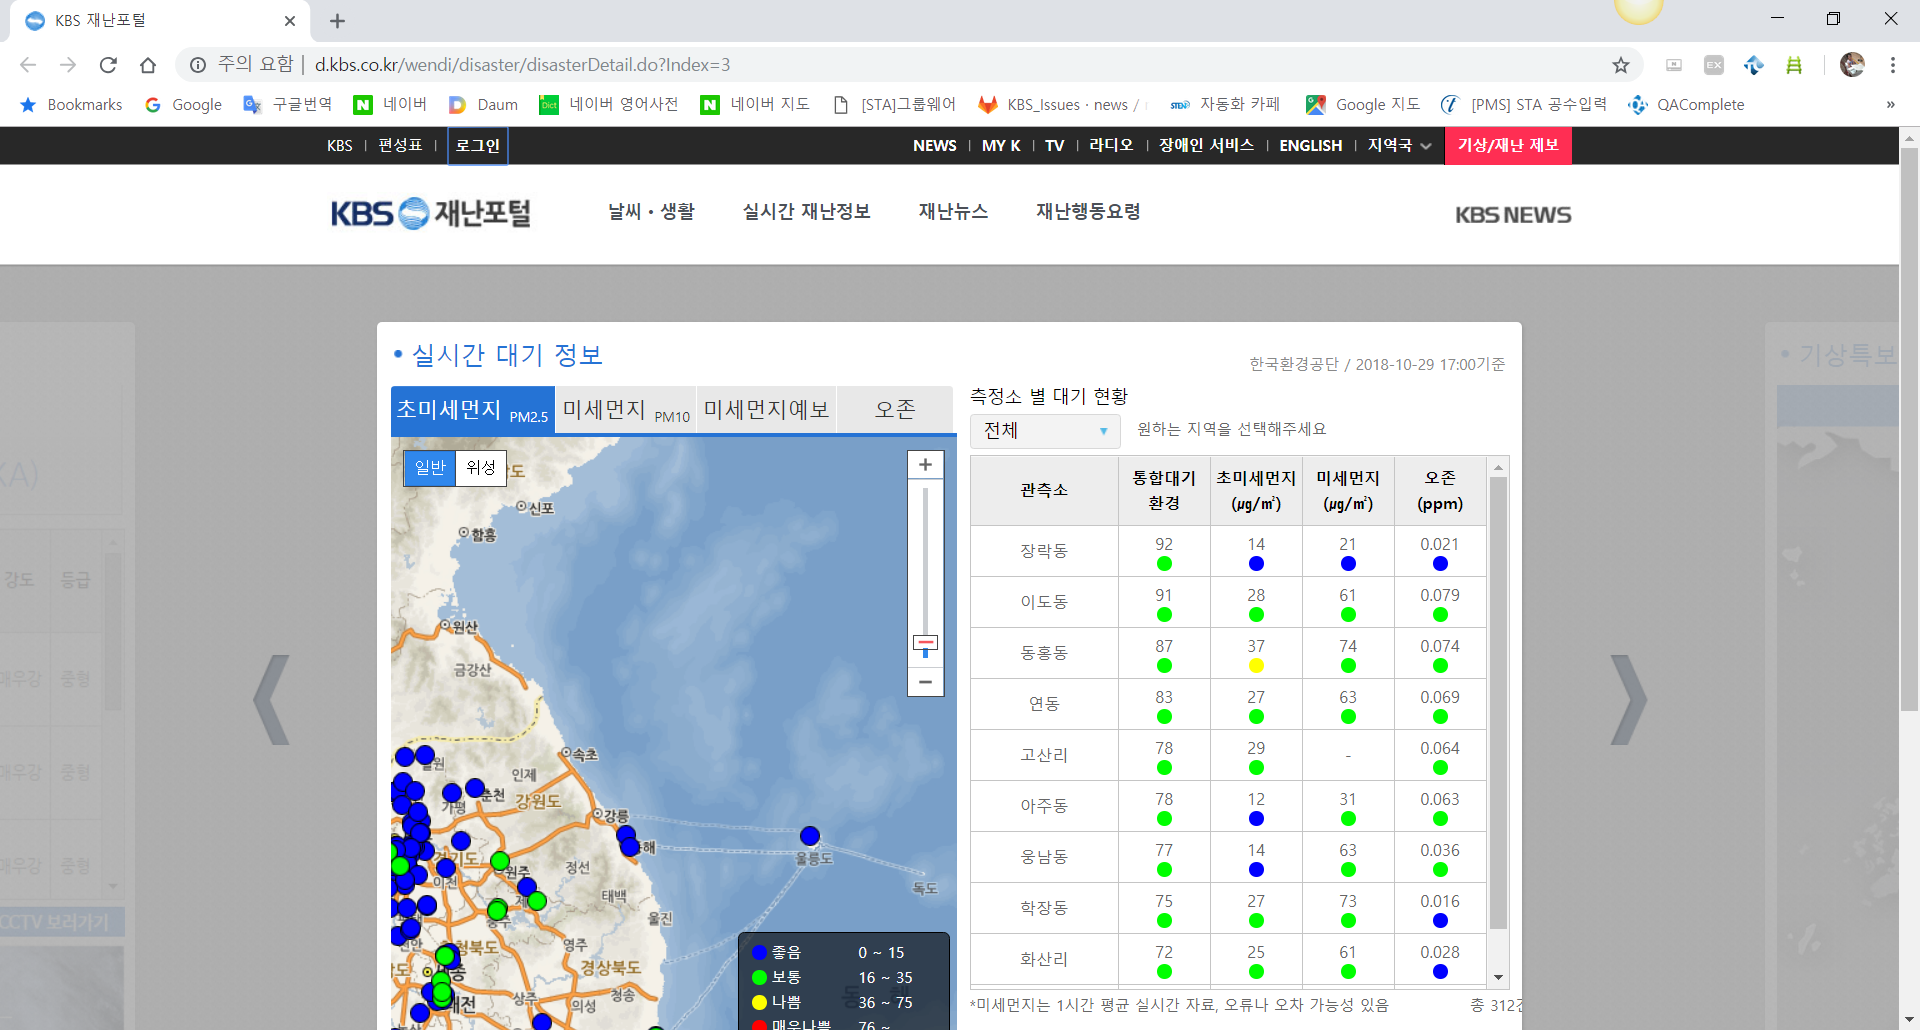 KBS 재난포털
주의 요함 | d.kbs.co.kr/wendi/disaster/disasterDetail.do?Index=3
Bookmarks Google 구글번역 네이버 Daum 네이버 영어사전 네이버 지도 [STA]그룹웨어 KBS_Issues · news / 자동화 카페 Google 지도 [PMS] STA 공수입력 QAComplete »
KBS | 편성표 | 로그인 NEWS | MY K | TV | 라디오 | 장애인 서비스 | ENGLISH | 지역국 기상/재난 제보
KBS 재난포털 날씨 • 생활 실시간 재난정보 재난뉴스 재난행동요령 KBS NEWS
• 실시간 대기 정보
한국환경공단 / 2018-10-29 17:00기준
초미세먼지 PM2.5 미세먼지 PM10 미세먼지예보 오존
일반 위성
신포
함흥
원산
금강산
속초
인제
춘천
강원도
가평
강릉
울릉도
독도
경기도
이천
원주
정선
태백
울진
영주
경상북도
상주
의성
청송
좋음 0 ~ 15
보통 16 ~ 35
나쁨 36 ~ 75
매우나쁨 76 ~
측정소 별 대기 현황
전체 원하는 지역을 선택해주세요
관측소 통합대기환경 초미세먼지(㎍/㎥) 미세먼지(㎍/㎥) 오존(ppm)
장락동 92 14 21 0.021
이도동 91 28 61 0.079
동홍동 87 37 74 0.074
연동 83 27 63 0.069
고산리 78 29 - 0.064
아주동 78 12 31 0.063
웅남동 77 14 63 0.036
학장동 75 27 73 0.016
화산리 72 25 61 0.028
*미세먼지는 1시간 평균 실시간 자료, 오류나 오차 가능성 있음 총 312
• 기상특보
강도 등급
매우강 중형
매우강 중형
매우강 중형
CCTV 보러가기